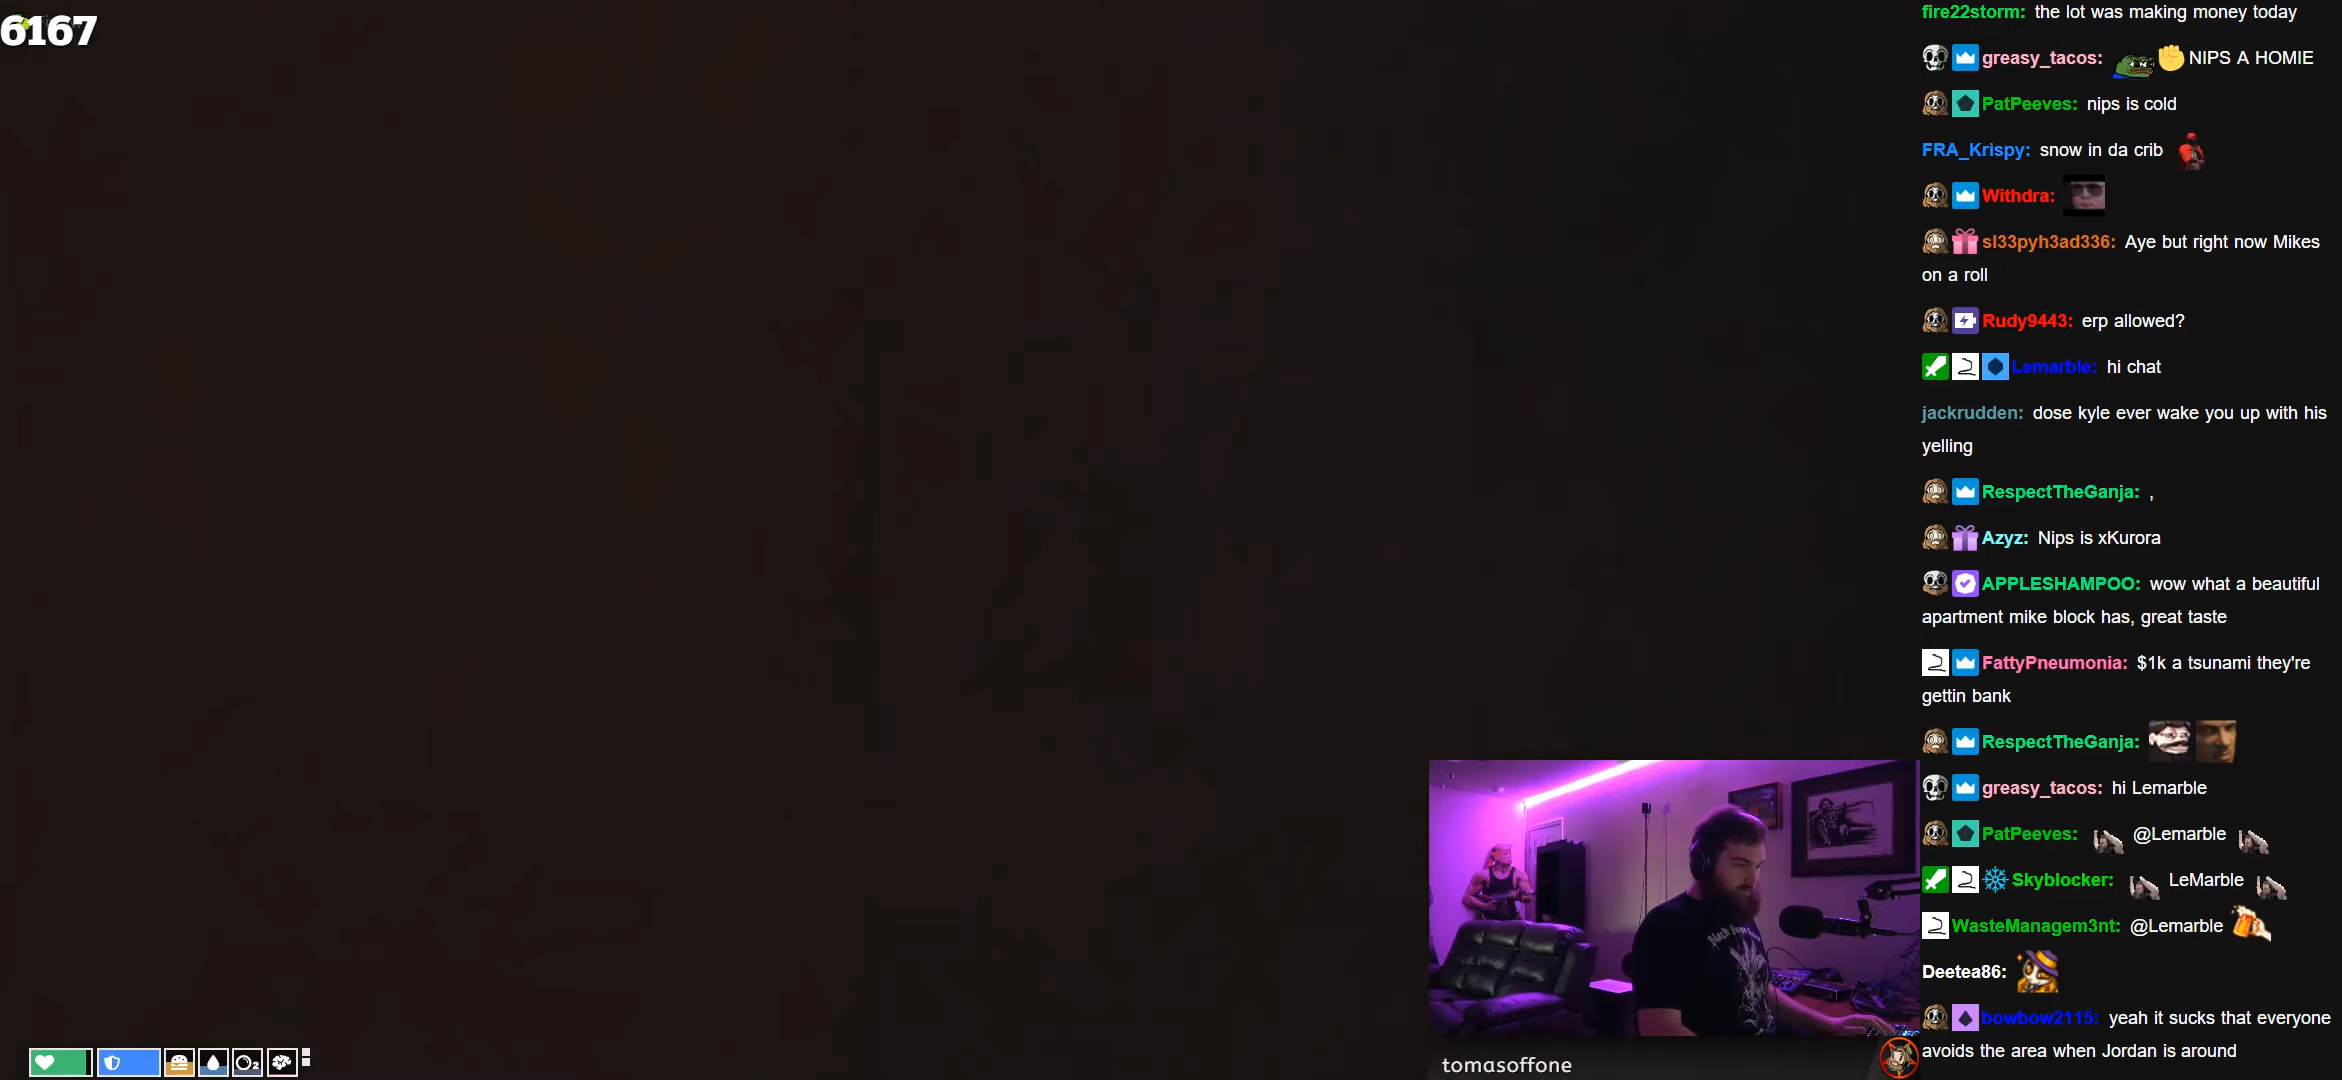 6167
fire22storm: the lot was making money today
greasy_tacos: NIPS A HOMIE
PatPeeves: nips is cold
FRA_Krispy: snow in da crib
Withdra:
sl33pyh3ad336: Aye but right now Mikes
on a roll
Rudy9443: erp allowed?
Lemarble: hi chat
jackrudden: dose kyle ever wake you up with his
yelling
RespectTheGanja: ,
Azyz: Nips is xKurora
APPLESHAMPOO: wow what a beautiful
apartment mike block has, great taste
FattyPneumonia: $1k a tsunami they're
gettin bank
RespectTheGanja:
greasy_tacos: hi Lemarble
PatPeeves: @Lemarble
Skyblocker: LeMarble
WasteManagem3nt: @Lemarble
Deetea86:
bowbow2115: yeah it sucks that everyone
avoids the area when Jordan is around
tomasoffone